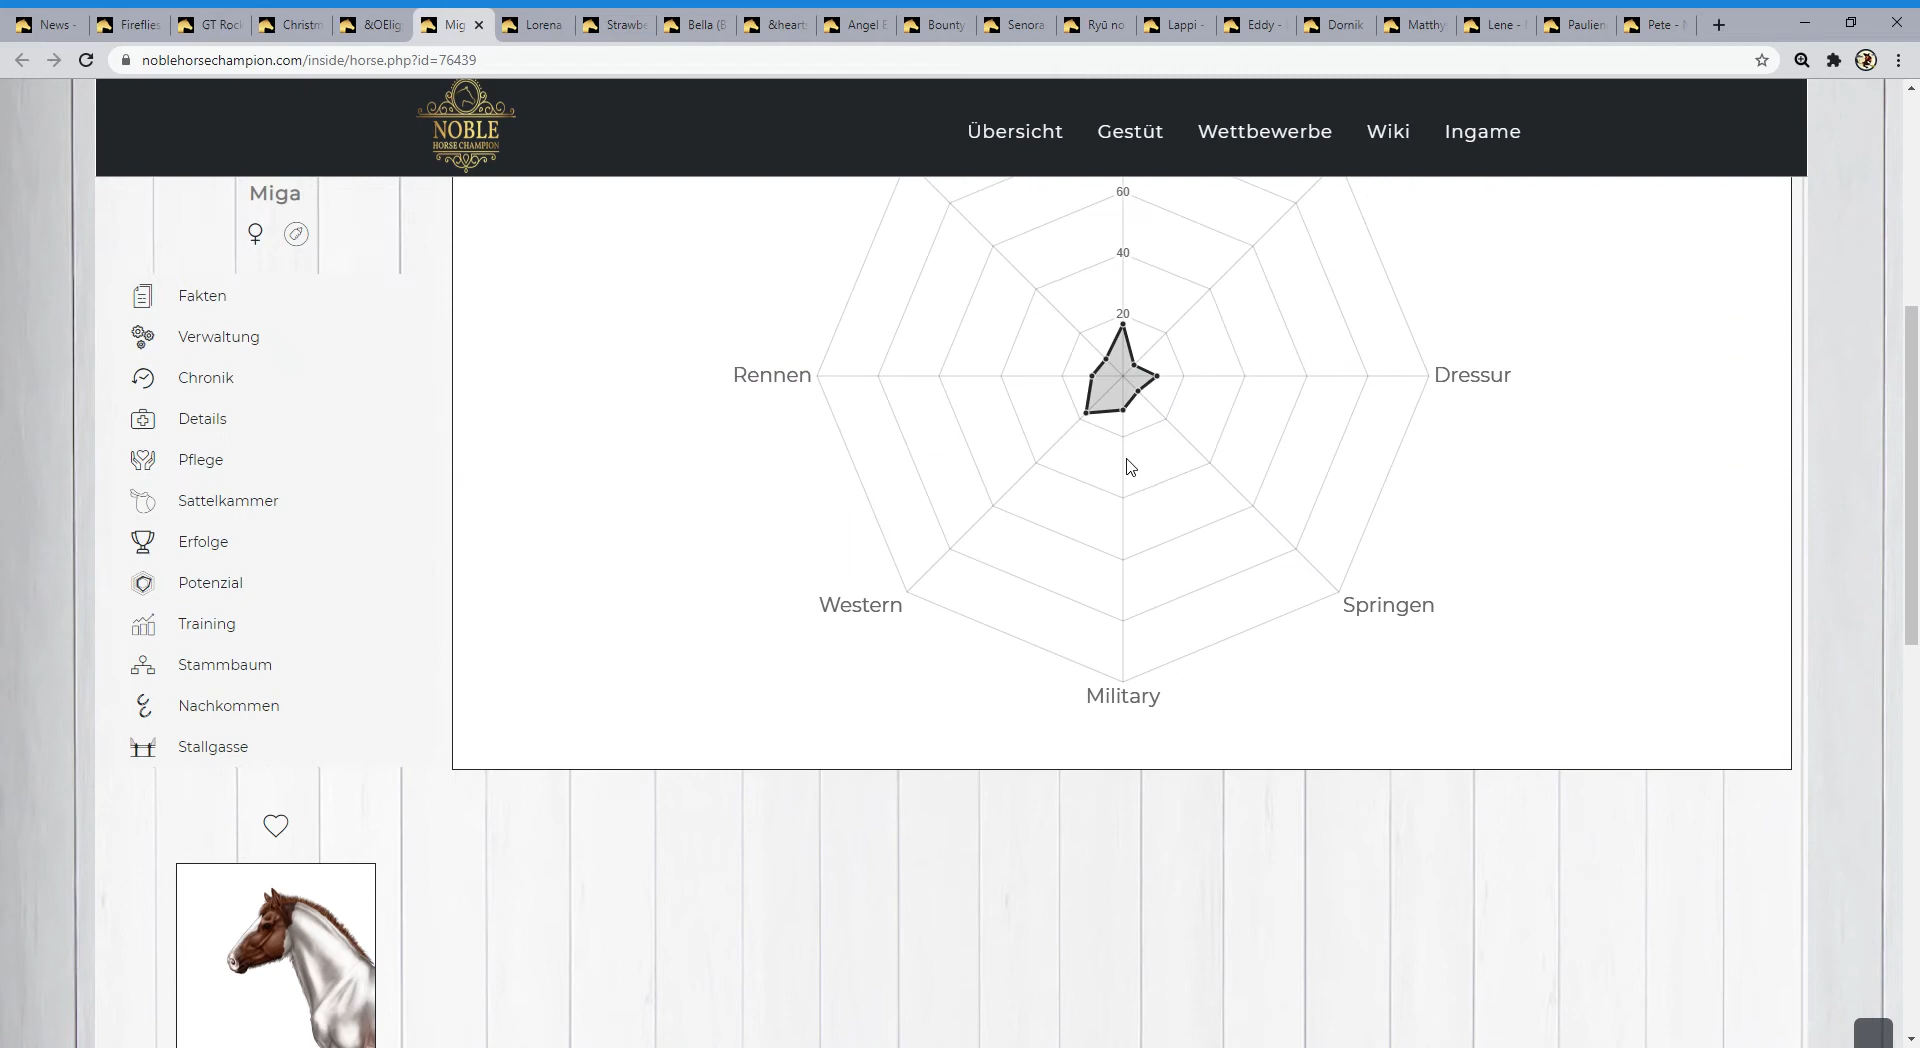 News -
Fireflies
GT Rock
Christm
&OElig
Mig
Lorena
Strawbe
Bella (B
&heart
Angel E
Bounty
Senora
Ryū no
Lappi -
Eddy -
Dornik
Matthy
Lene -
Paulien
Pete -
noblehorsechampion.com/inside/horse.php?id=76439
NOBLE
HORSE CHAMPION
Übersicht
Gestüt
Wettbewerbe
Wiki
Ingame
Miga
Fakten
Verwaltung
Chronik
Details
Pflege
Sattelkammer
Erfolge
Potenzial
Training
Stammbaum
Nachkommen
Stallgasse
60
40
20
Rennen
Dressur
Western
Springen
Military